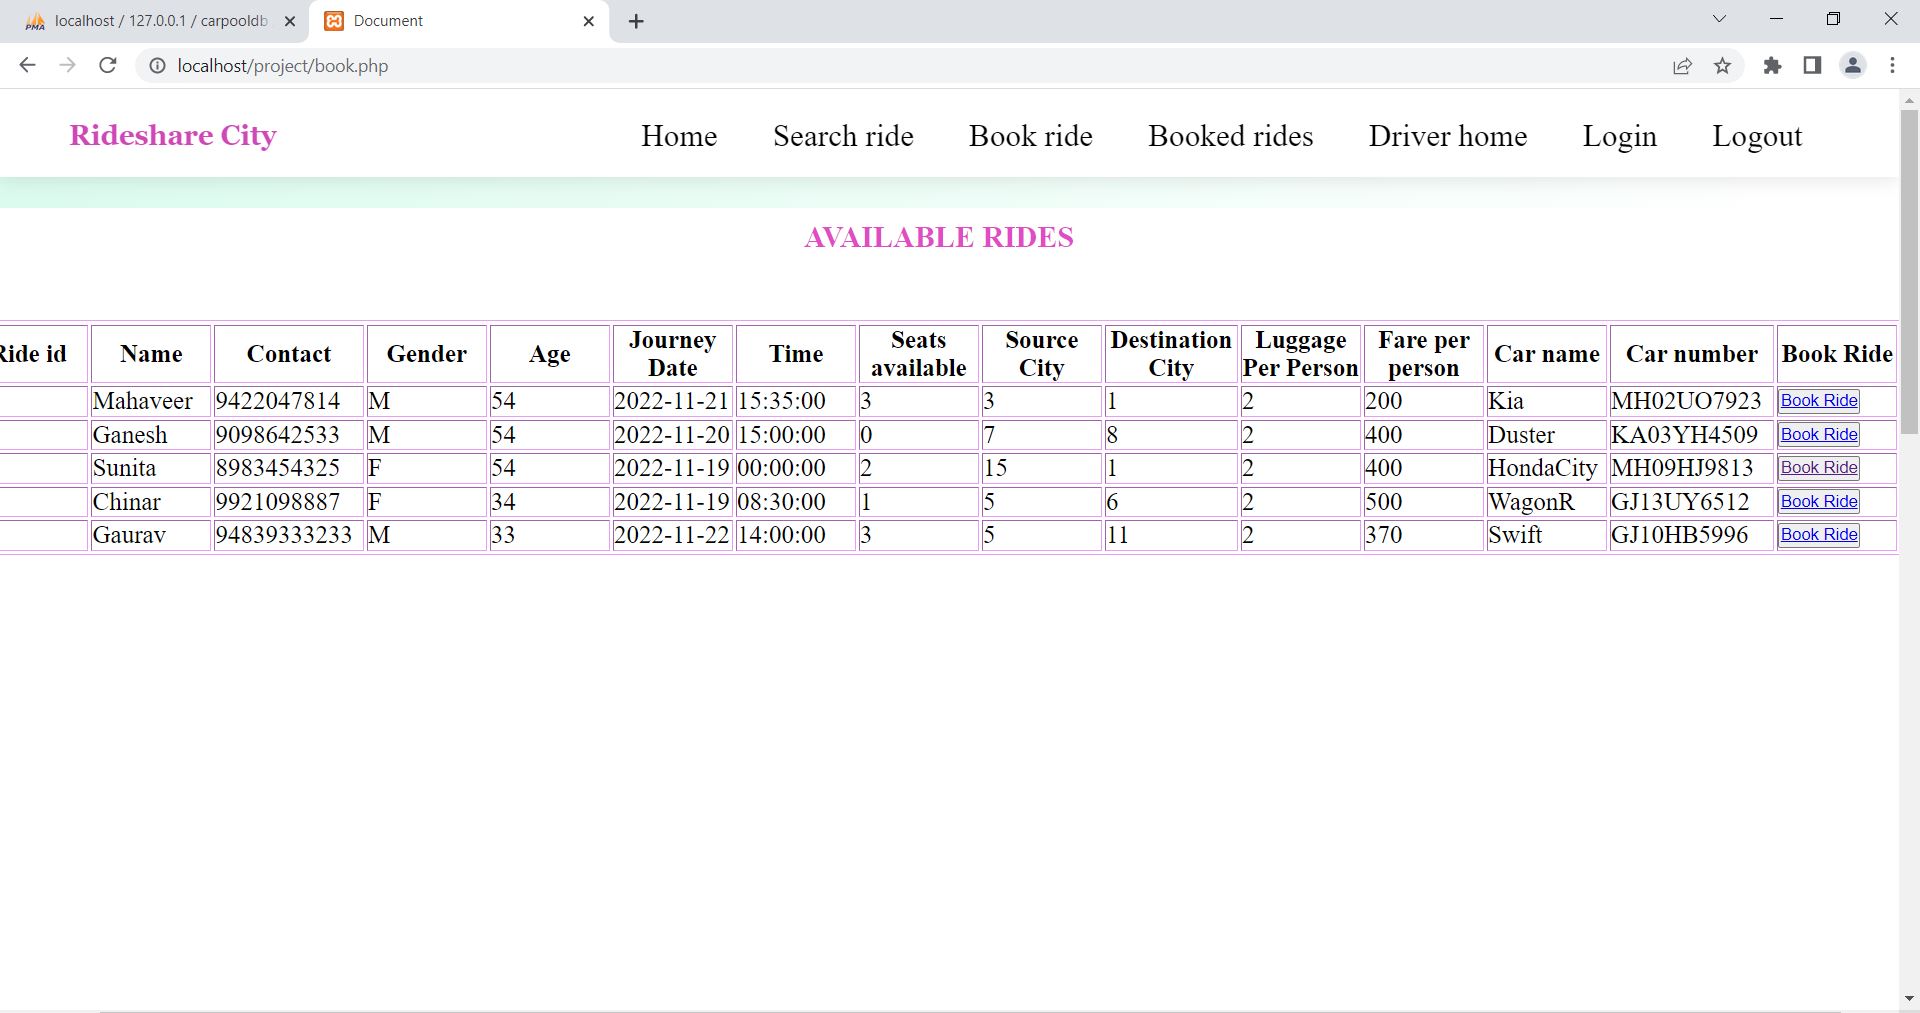 localhost / 127.0.0.1 / carpooldb
Document
localhost/project/book.php
Rideshare City Home Search ride Book ride Booked rides Driver home Login Logout
AVAILABLE RIDES
Ride id Name Contact Gender Age Journey Date Time Seats available Source City Destination City Luggage Per Person Fare per person Car name Car number Book Ride
Mahaveer 9422047814 M 54 2022-11-21 15:35:00 3 3 1 2 200 Kia MH02UO7923 Book Ride
Ganesh 9098642533 M 54 2022-11-20 15:00:00 0 7 8 2 400 Duster KA03YH4509 Book Ride
Sunita 8983454325 F 54 2022-11-19 00:00:00 2 15 1 2 400 HondaCity MH09HJ9813 Book Ride
Chinar 9921098887 F 34 2022-11-19 08:30:00 1 5 6 2 500 WagonR GJ13UY6512 Book Ride
Gaurav 94839333233 M 33 2022-11-22 14:00:00 3 5 11 2 370 Swift GJ10HB5996 Book Ride